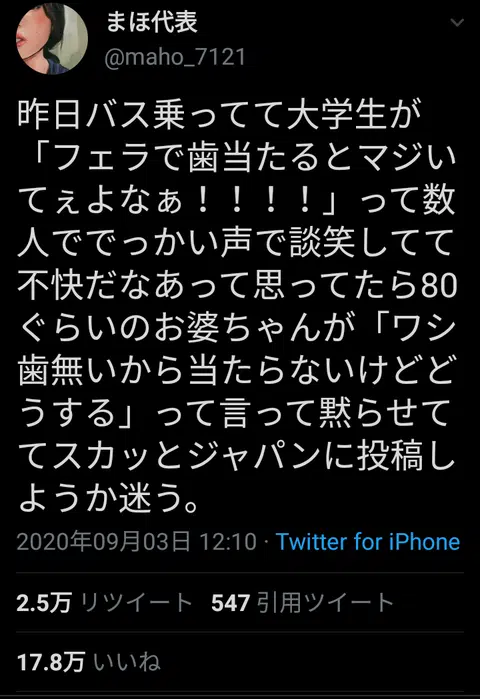 まほ代表
@maho_7121
昨日バス乗ってて大学生が
「フェラで歯当たるとマジい
てぇよなぁ！！！！」って数
人ででっかい声で談笑してて
不快だなあって思ってたら80
ぐらいのお婆ちゃんが「ワシ
歯無いから当たらないけどど
うする」って言って黙らせて
てスカッとジャパンに投稿し
ようか迷う。
2020年09月03日 12:10 · Twitter for iPhone
2.5万 リツイート 547 引用ツイート
17.8万 いいね